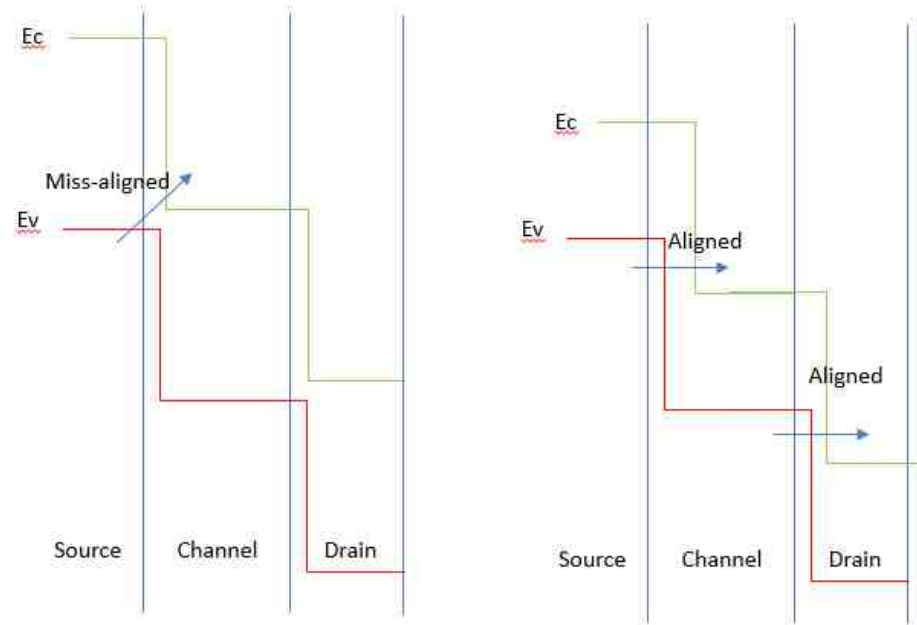 Ec
Miss-aligned
Ev
Source
Channel
Drain
Ec
Ev
Aligned
Aligned
Source
Channel
Drain